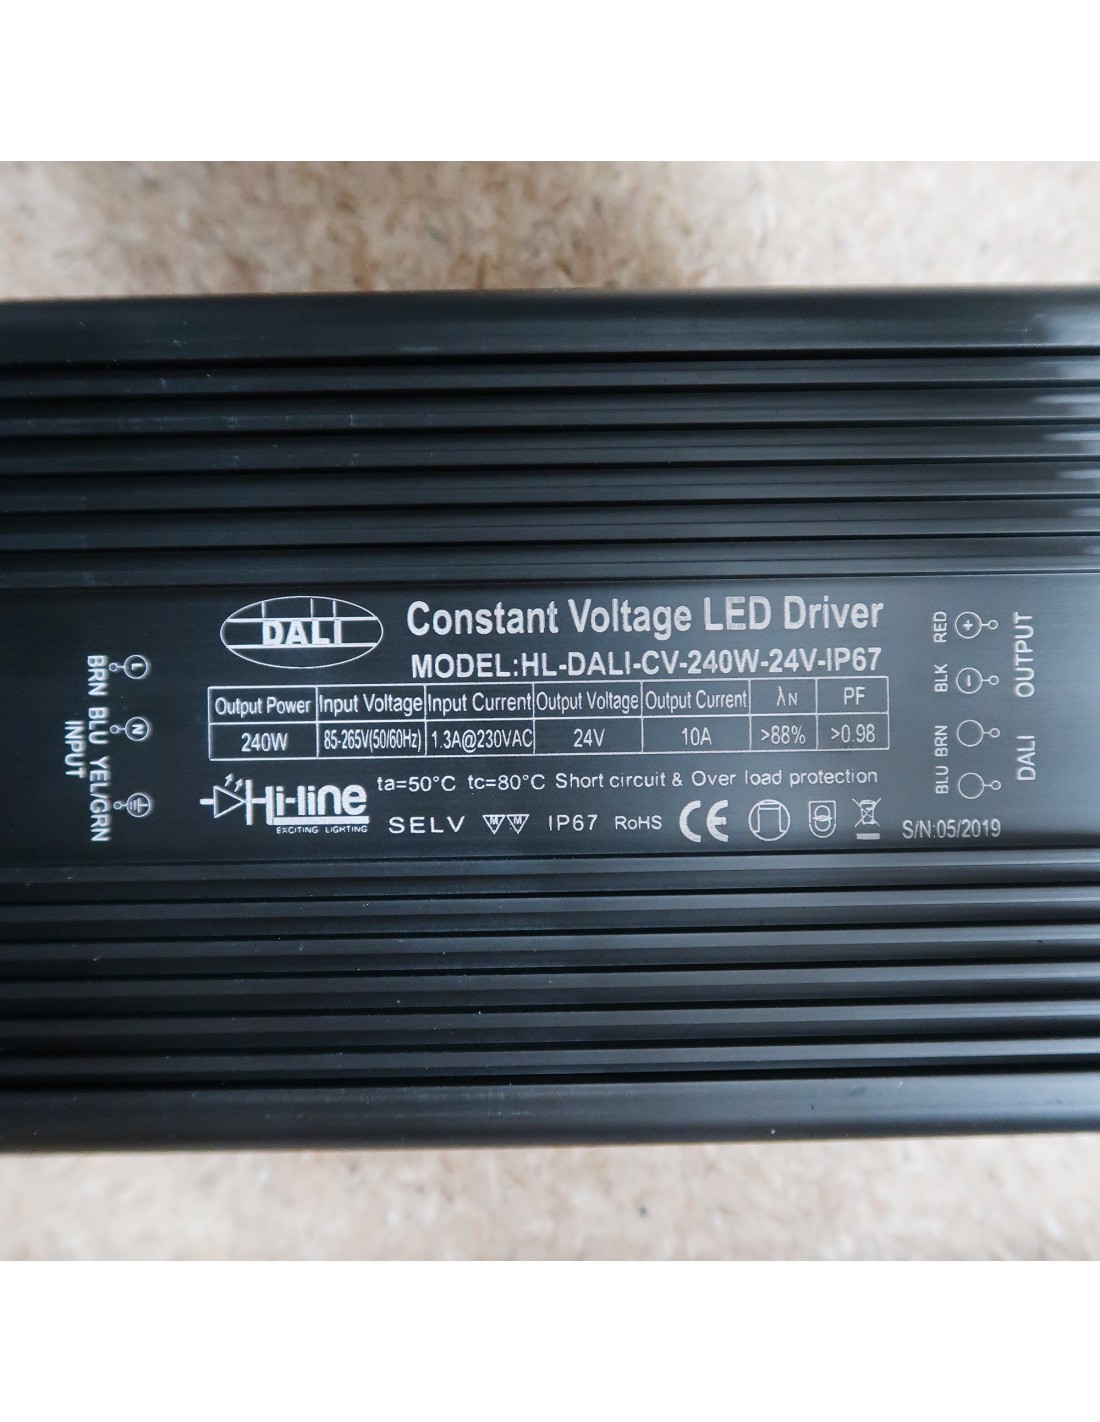 DALI
Constant Voltage LED Driver
MODEL:HL-DALI-CV-240W-24V-IP67
Output Power Input Voltage Input Current Output Voltage Output Current λN PF
240W 85-265V(50/60Hz) 1.3A@230VAC 24V 10A >88% >0.98
Hi-line
EXCITING LIGHTING
ta=50°C tc=80°C Short circuit & Over load protection
SELV M M IP67 RoHS CE
S/N:05/2019
BRN L
BLU N
YEL/GRN
INPUT
RED +
BLK -
OUTPUT
BRN
BLU
DALI